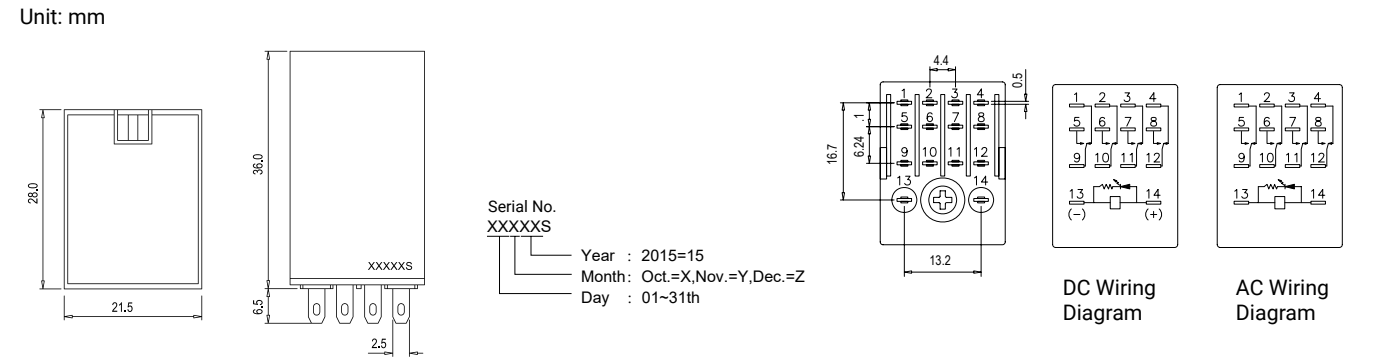 Unit: mm
28.0
21.5
36.0
XXXXXS
6.5
2.5
Serial No.
XXXXXS
Year : 2015=15
Month: Oct.=X,Nov.=Y,Dec.=Z
Day : 01~31th
4.4
0.5
1 2 3 4
.1
5 6 7 8
6.24
16.7
9 10 11 12
13 14
13.2
1 2 3 4
5 6 7 8
9 10 11 12
13 14
(-) (+)
DC Wiring
Diagram
1 2 3 4
5 6 7 8
9 10 11 12
13 14
AC Wiring
Diagram